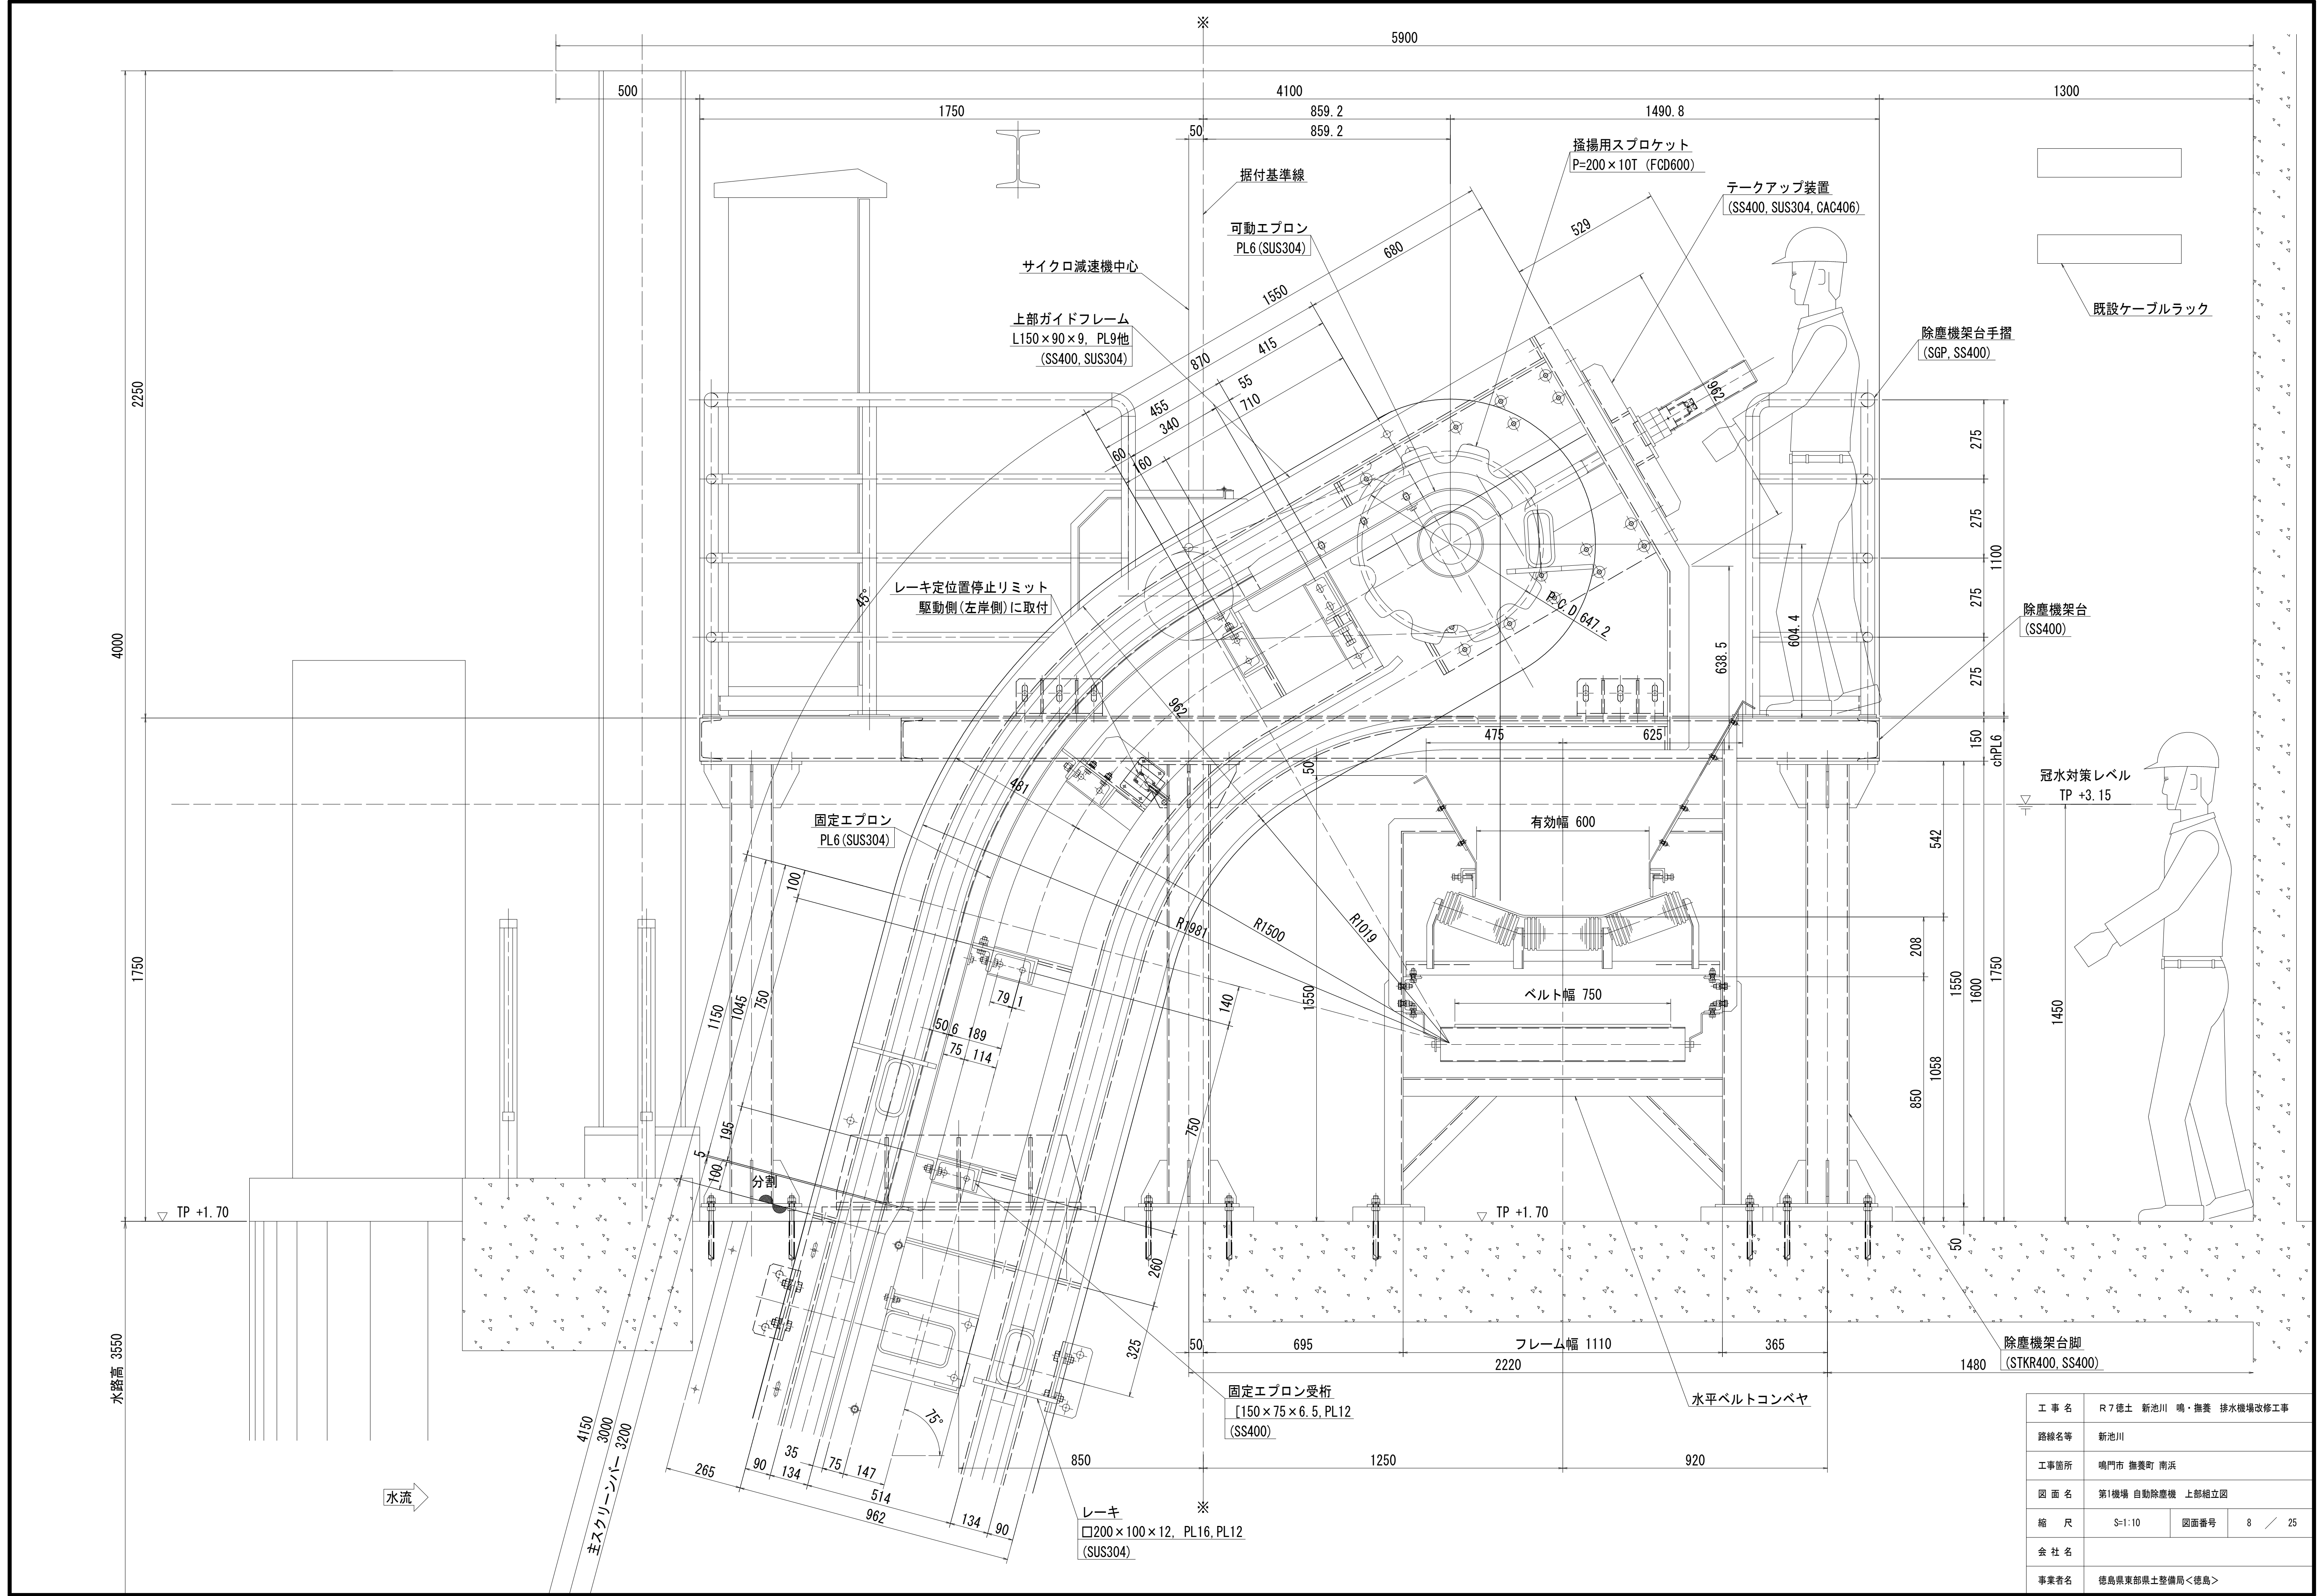 ※
5900
500
4100
1300
1750
859.2
1490.8
50
859.2
掻揚用スプロケット
P=200×10T (FCD600)
据付基準線
テークアップ装置
(SS400,SUS304,CAC406)
可動エプロン
PL6(SUS304)
529
680
サイクロ減速機中心
1550
既設ケーブルラック
上部ガイドフレーム
L150×90×9, PL9他
(SS400,SUS304)
除塵機架台手摺
(SGP,SS400)
415
870
55
710
455
340
60
160
962
2250
275
275
275
275
1100
レーキ定位置停止リミット
駆動側(左岸側)に取付
45°
P.C.D 647.2
604.4
638.5
除塵機架台
(SS400)
4000
962
475
625
50
150
chPL6
481
冠水対策レベル
TP +3.15
固定エプロン
PL6(SUS304)
有効幅 600
542
100
R1981
R1500
R1019
208
1750
1150
1045
750
79
1
140
1550
ベルト幅 750
1550
1600
1750
1450
50
6
189
75
114
1058
850
750
195
5
100
分割
TP +1.70
TP +1.70
50
260
水路高 3550
325
50
695
フレーム幅 1110
365
2220
1480
除塵機架台脚
(STKR400,SS400)
固定エプロン受桁
[150×75×6.5,PL12
(SS400)
水平ベルトコンベヤ
75°
4150
3000
主スクリーンバー 3200
850
1250
920
265
90
134
35
75
147
514
962
134
90
水流
※
レーキ
□200×100×12, PL16,PL12
(SUS304)
工事名 R7徳土 新池川 鳴・撫養 排水機場改修工事
路線名等 新池川
工事箇所 鳴門市 撫養町 南浜
図面名 第1機場 自動除塵機 上部組立図
縮尺 S=1:10 図面番号 8 ／ 25
会社名
事業者名 徳島県東部県土整備局＜徳島＞